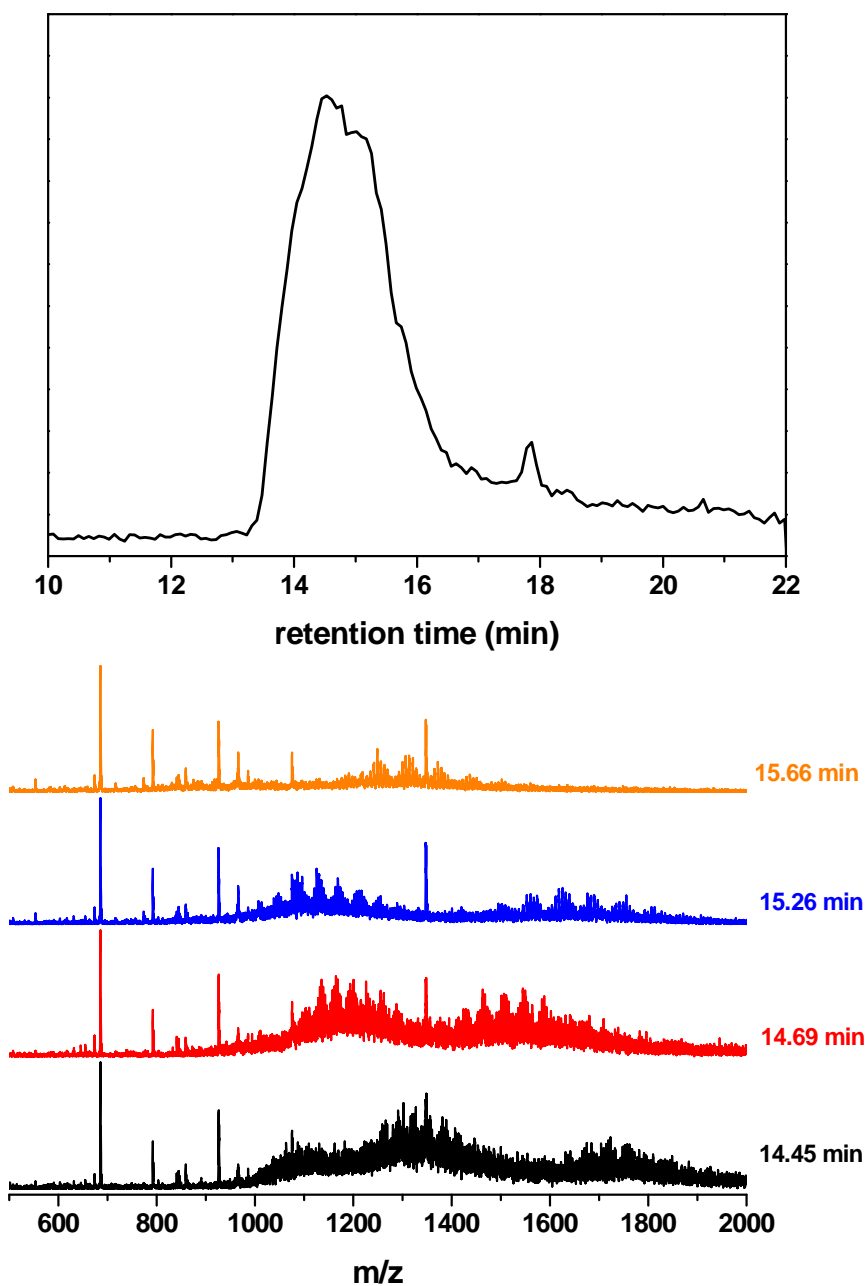 10 12 14 16 18 20 22
retention time (min)
15.66 min
15.26 min
14.69 min
14.45 min
600 800 1000 1200 1400 1600 1800 2000
m/z